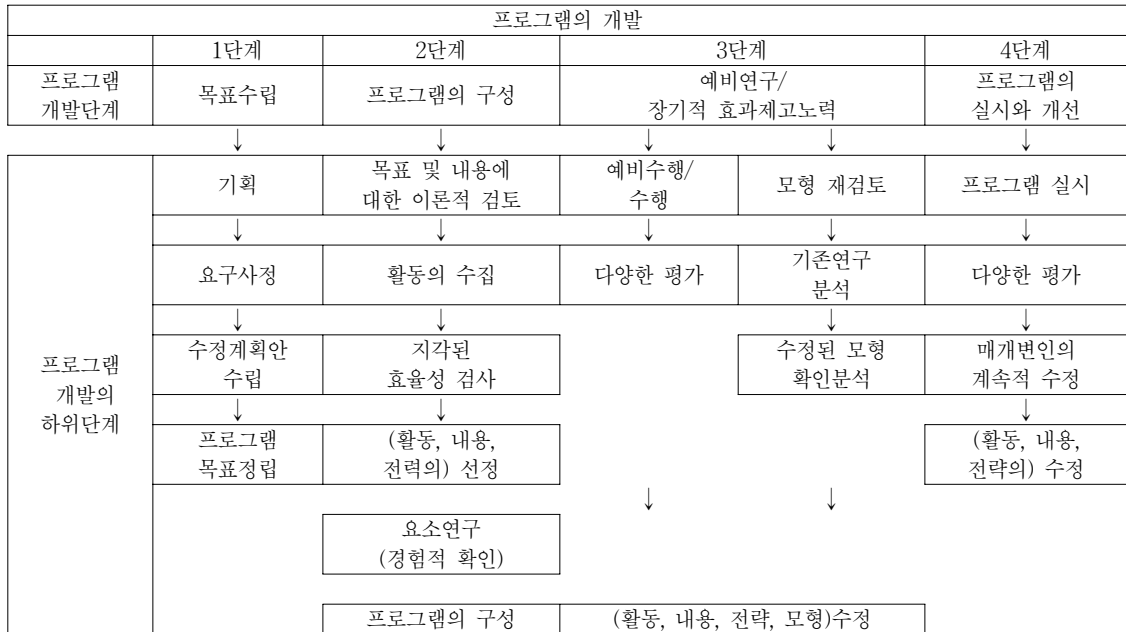 프로그램의 개발
1단계 2단계 3단계 4단계
프로그램
개발단계
목표수립
프로그램의 구성
예비연구/
장기적 효과제고노력
프로그램의
실시와 개선
↓ ↓ ↓ ↓ ↓
프로그램
개발의
하위단계
기획
목표 및 내용에
대한 이론적 검토
예비수행/
수행
모형 재검토
프로그램 실시
↓ ↓ ↓ ↓ ↓
요구사정
활동의 수집
다양한 평가
기존연구
분석
다양한 평가
↓ ↓ ↓ ↓
수정계획안
수립
지각된
효율성 검사
수정된 모형
확인분석
매개변인의
계속적 수정
↓ ↓ ↓
프로그램
목표정립
(활동, 내용,
전력의) 선정
(활동, 내용,
전략의) 수정
↓ ↓
요소연구
(경험적 확인)
프로그램의 구성
(활동, 내용, 전략, 모형)수정